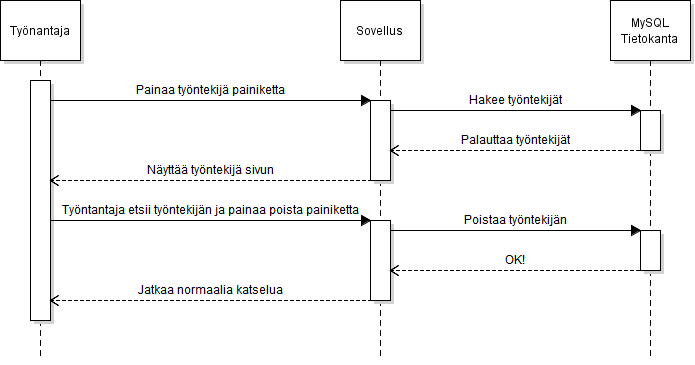 Työnantaja
Sovellus
MySQL
Tietokanta
Painaa työntekijä painiketta
Hakee työntekijät
Palauttaa työntekijät
Näyttää työntekijä sivun
Työntantaja etsii työntekijän ja painaa poista painiketta
Poistaa työntekijän
OK!
Jatkaa normaalia katselua